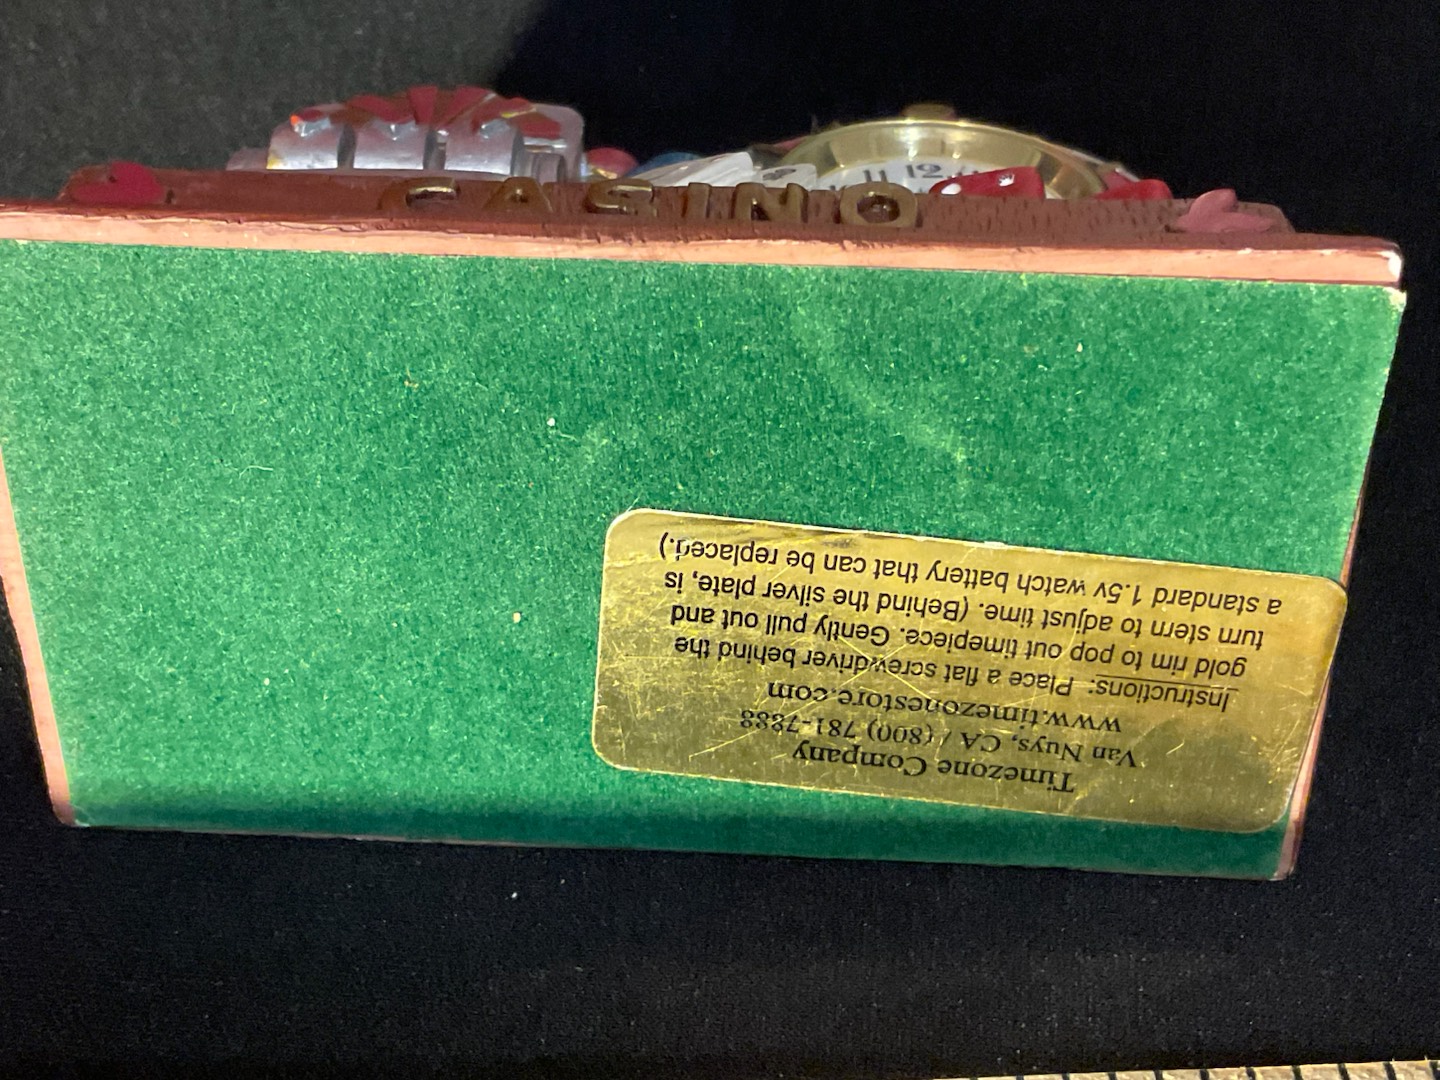 CASINO
11 12
Timezone Company
Van Nuys, CA / (800) 781-7888
www.timezonestore.com
Instructions: Place a flat screwdriver behind the
gold rim to pop out timepiece. Gently pull out and
turn stem to adjust time. (Behind the silver plate, is
a standard 1.5v watch battery that can be replaced.)